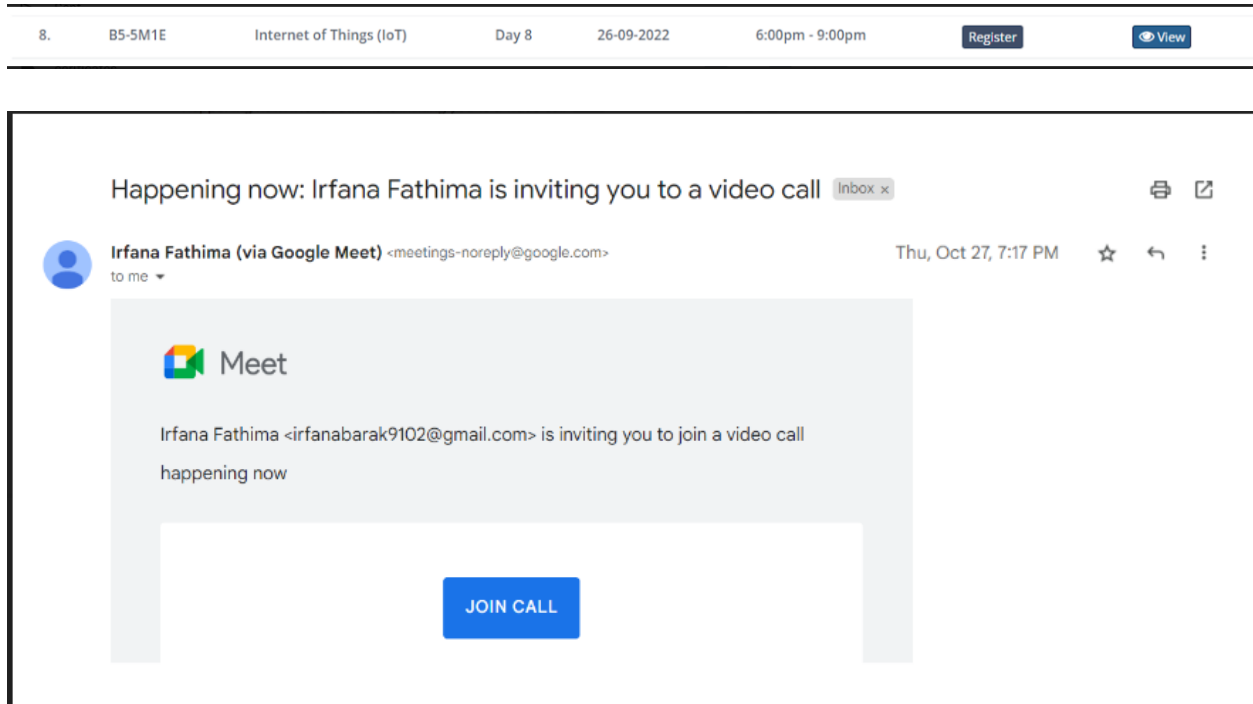 8. B5-5M1E Internet of Things (IoT) Day 8 26-09-2022 6:00pm - 9:00pm Register View
Happening now: Irfana Fathima is inviting you to a video call Inbox x
Irfana Fathima (via Google Meet) <meetings-noreply@google.com> Thu, Oct 27, 7:17 PM
to me
Meet
Irfana Fathima <irfanabarak9102@gmail.com> is inviting you to join a video call
happening now
JOIN CALL